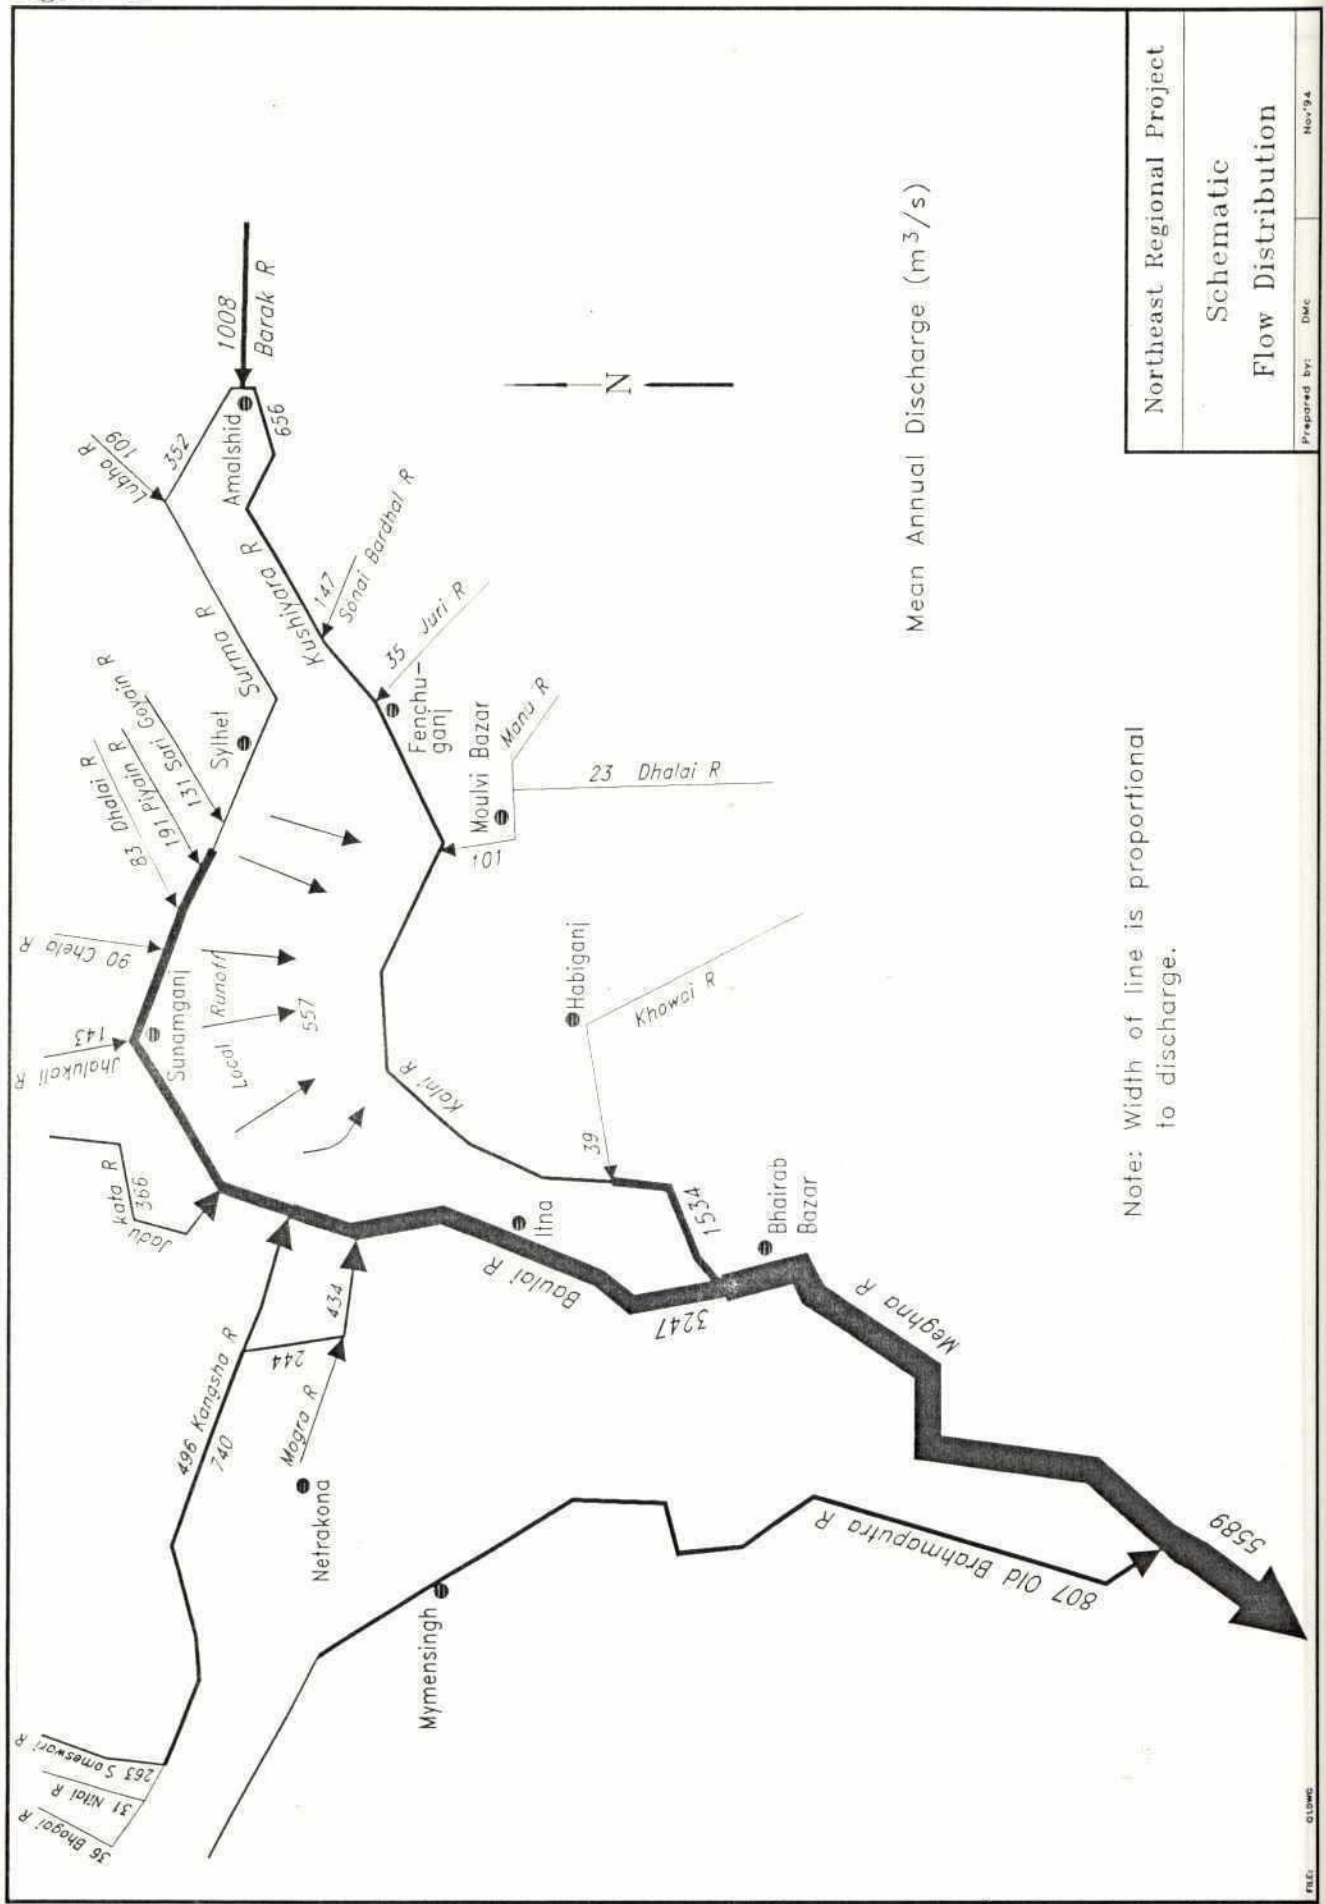 36 Bhogai R
31 Nitai R
263 Someswari R
496 Kangsha R
740
244
434
Mogra R
Netrakona
Mymensingh
807 Old Brahmaputra R
5589
Jadu
kata R
366
Jhalukali R
143
90 Chela R
83 Dhalai R
191 Piyain R
131 Sari Goyain R
Sunamganj
Local Runoff
557
Sylhet
Surma R
Lubha R
109
352
1008
Barak R
Amalshid
656
Kushiyara R
147
Sonai Bardhal R
35 Juri R
Fenchu-
ganj
Moulvi Bazar
Manu R
23 Dhalai R
101
Kalni R
Habiganj
Khowai R
39
1534
Itna
Baulai R
3247
Bhairab
Bazar
Meghna R
N
Mean Annual Discharge (m³/s)
Note: Width of line is proportional
to discharge.
Northeast Regional Project
Schematic
Flow Distribution
Prepared by: DMc
Nov'94
FILE: